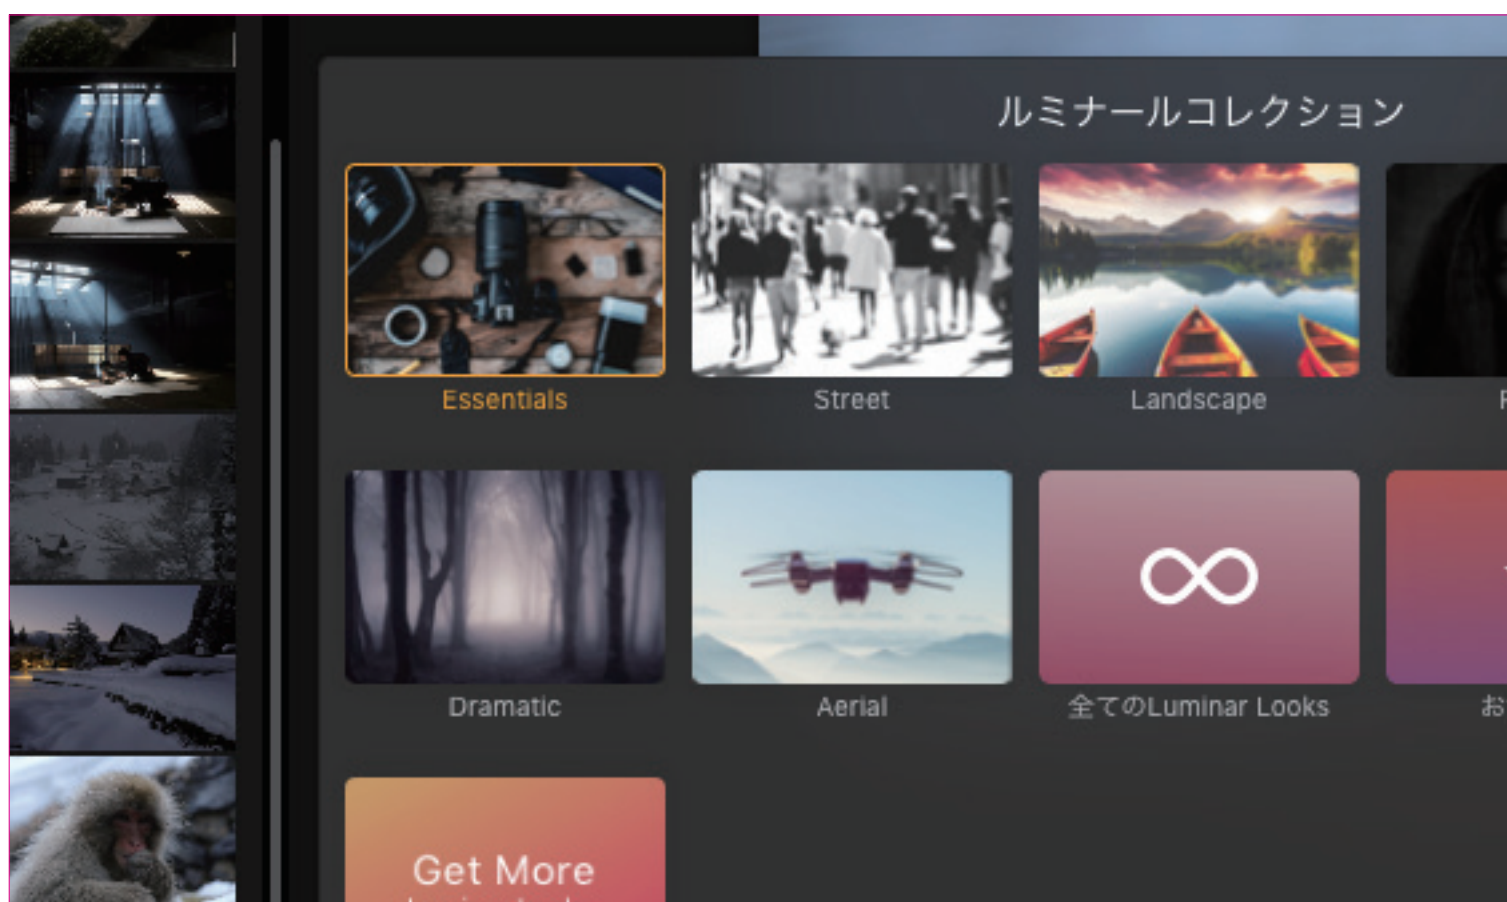 ルミナールコレクション
Essentials
Street
Landscape
Dramatic
Aerial
全てのLuminar Looks
お
Get More